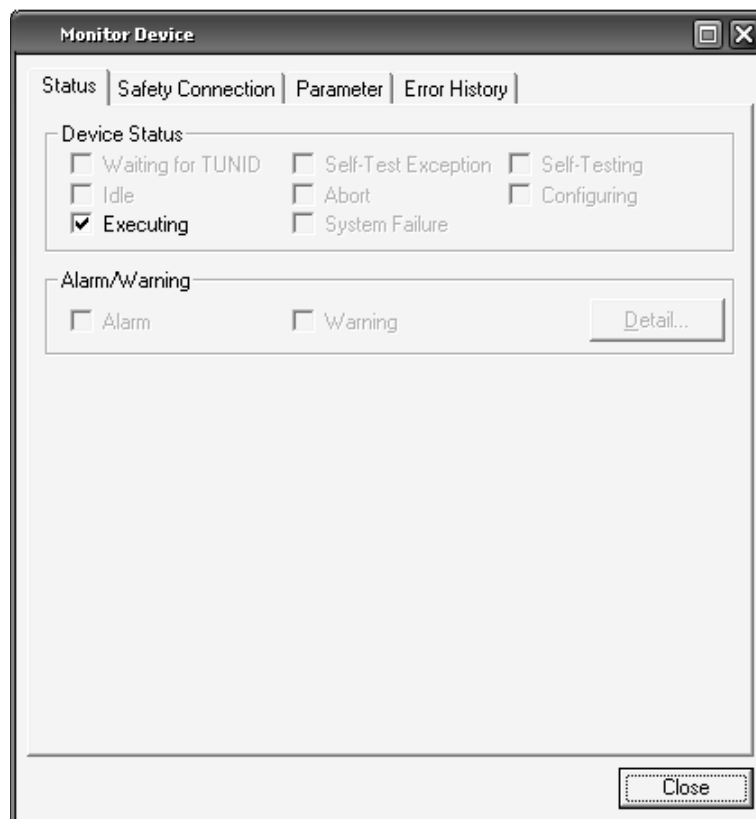 Monitor Device
Status Safety Connection Parameter Error History
Device Status
Waiting for TUNID Self-Test Exception Self-Testing
Idle Abort Configuring
Executing System Failure
Alarm/Warning
Alarm Warning Detail...
Close